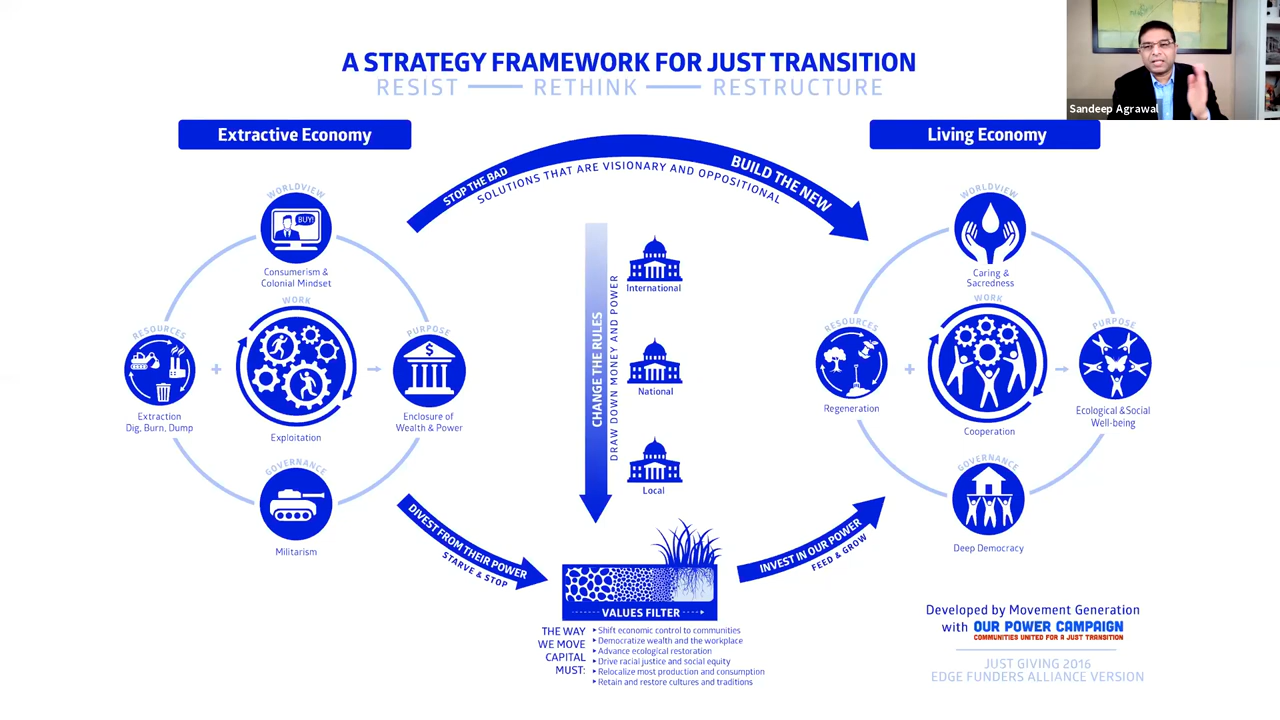 A STRATEGY FRAMEWORK FOR JUST TRANSITION
RESIST — RETHINK — RESTRUCTURE
Sandeep Agrawal
Extractive Economy
WORLDVIEW
BUY!
Consumerism &
Colonial Mindset
RESOURCES
Extraction
Dig, Burn, Dump
+
WORK
Exploitation
PURPOSE
$
Enclosure of
Wealth & Power
GOVERNANCE
Militarism
STOP THE BAD
BUILD THE NEW
SOLUTIONS THAT ARE VISIONARY AND OPPOSITIONAL
CHANGE THE RULES
DRAW DOWN MONEY AND POWER
International
National
Local
DIVEST FROM THEIR POWER
STARVE & STOP
VALUES FILTER
THE WAY
WE MOVE
CAPITAL
MUST:
Shift economic control to communities
Democratize wealth and the workplace
Advance ecological restoration
Drive racial justice and social equity
Relocalize most production and consumption
Retain and restore cultures and traditions
INVEST IN OUR POWER
FEED & GROW
Living Economy
WORLDVIEW
Caring &
Sacredness
RESOURCES
Regeneration
+
WORK
Cooperation
PURPOSE
Ecological & Social
Well-being
GOVERNANCE
Deep Democracy
Developed by Movement Generation
with OUR POWER CAMPAIGN
COMMUNITIES UNITED FOR A JUST TRANSITION
JUST GIVING 2016
EDGE FUNDERS ALLIANCE VERSION